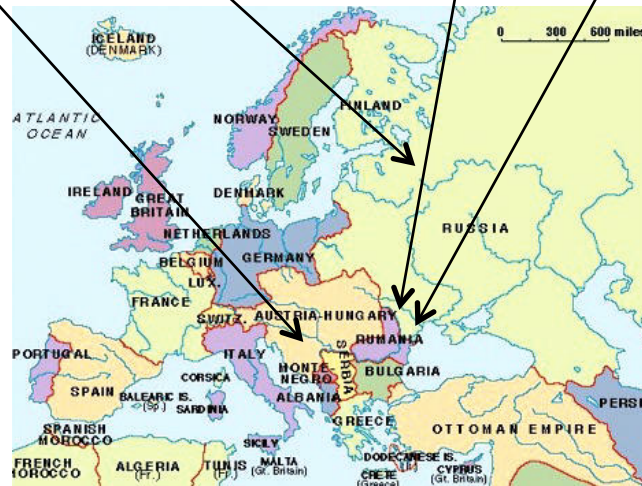 ICELAND
(DENMARK)
0 300 600 miles
ATLANTIC
OCEAN
NORWAY
SWEDEN
FINLAND
IRELAND
GREAT
BRITAIN
DENMARK
RUSSIA
NETHERLANDS
BELGIUM
LUX.
GERMANY
FRANCE
SWITZ.
AUSTRIA-HUNGARY
RUMANIA
PORTUGAL
SPAIN
CORSICA
BALEARIC IS.
(Sp.)
SARDINIA
ITALY
MONTE-
NEGRO
SERBIA
BULGARIA
ALBANIA
GREECE
OTTOMAN EMPIRE
PERSI
SPANISH
MOROCCO
FRENCH
MOROCCO
ALGERIA
(Fr.)
TUNIS
(Fr.)
SICILY
MALTA
(Gt. Britain)
DODECANESE IS.
(It.)
CRETE
(Greece)
CYPRUS
(Gt. Britain)